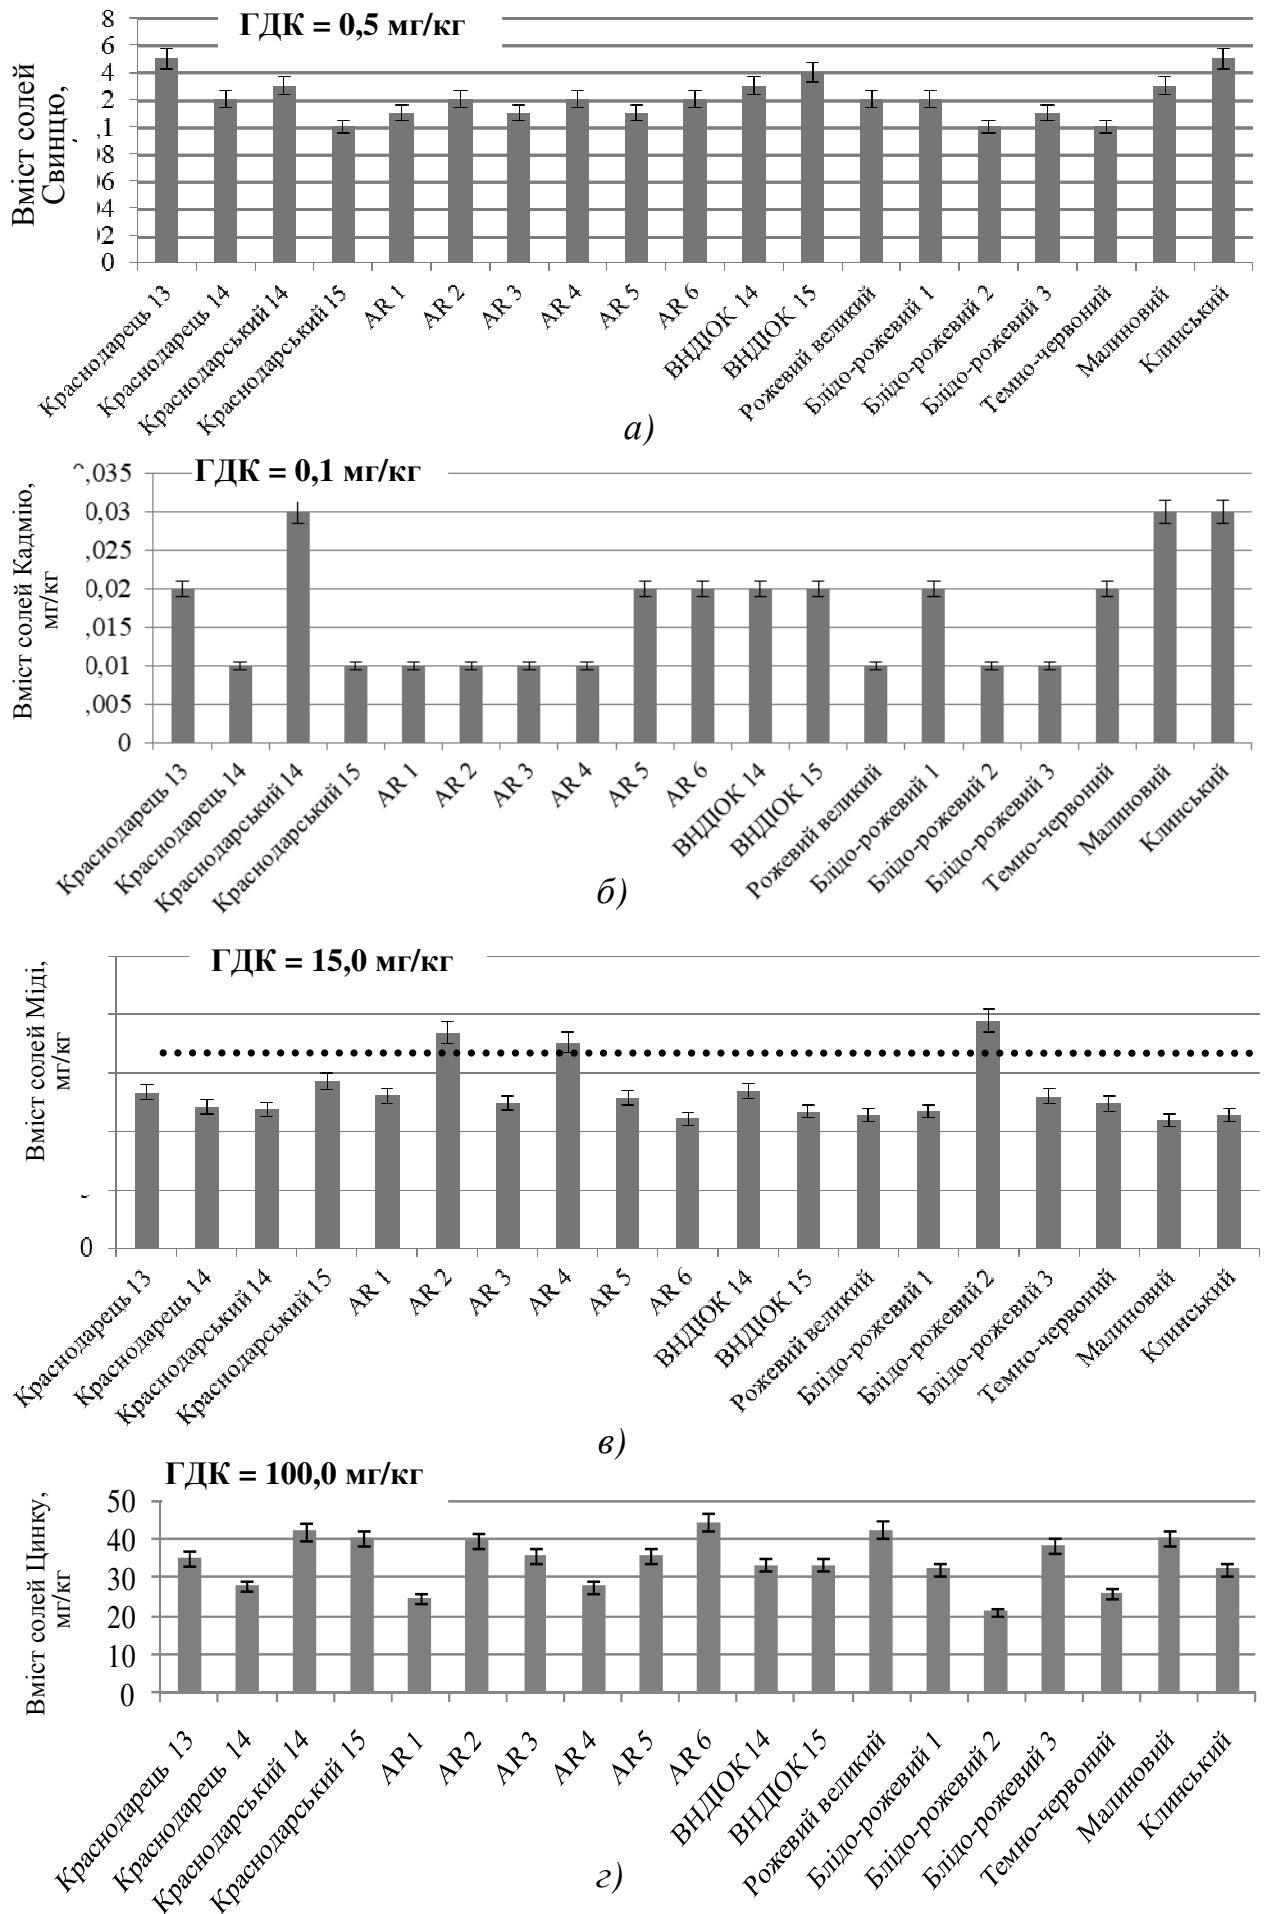 ГДК = 0,5 мг/кг
Вміст солей
Свинцю,
8
6
4
2
,1
8
6
4
2
0
Краснодарець 13
Краснодарець 14
Краснодарський 14
Краснодарський 15
AR 1
AR 2
AR 3
AR 4
AR 5
AR 6
ВНДІОК 14
ВНДІОК 15
Рожевий великий
Блідо-рожевий 1
Блідо-рожевий 2
Блідо-рожевий 3
Темно-червоний
Малиновий
Клинський
а)
ГДК = 0,1 мг/кг
Вміст солей Кадмію,
мг/кг
,035
0,03
,025
0,02
,015
0,01
,005
0
Краснодарець 13
Краснодарець 14
Краснодарський 14
Краснодарський 15
AR 1
AR 2
AR 3
AR 4
AR 5
AR 6
ВНДІОК 14
ВНДІОК 15
Рожевий великий
Блідо-рожевий 1
Блідо-рожевий 2
Блідо-рожевий 3
Темно-червоний
Малиновий
Клинський
б)
ГДК = 15,0 мг/кг
Вміст солей Міді,
мг/кг
0
Краснодарець 13
Краснодарець 14
Краснодарський 14
Краснодарський 15
AR 1
AR 2
AR 3
AR 4
AR 5
AR 6
ВНДІОК 14
ВНДІОК 15
Рожевий великий
Блідо-рожевий 1
Блідо-рожевий 2
Блідо-рожевий 3
Темно-червоний
Малиновий
Клинський
в)
ГДК = 100,0 мг/кг
Вміст солей Цинку,
мг/кг
50
40
30
20
10
0
Краснодарець 13
Краснодарець 14
Краснодарський 14
Краснодарський 15
AR 1
AR 2
AR 3
AR 4
AR 5
AR 6
ВНДІОК 14
ВНДІОК 15
Рожевий великий
Блідо-рожевий 1
Блідо-рожевий 2
Блідо-рожевий 3
Темно-червоний
Малиновий
Клинський
г)